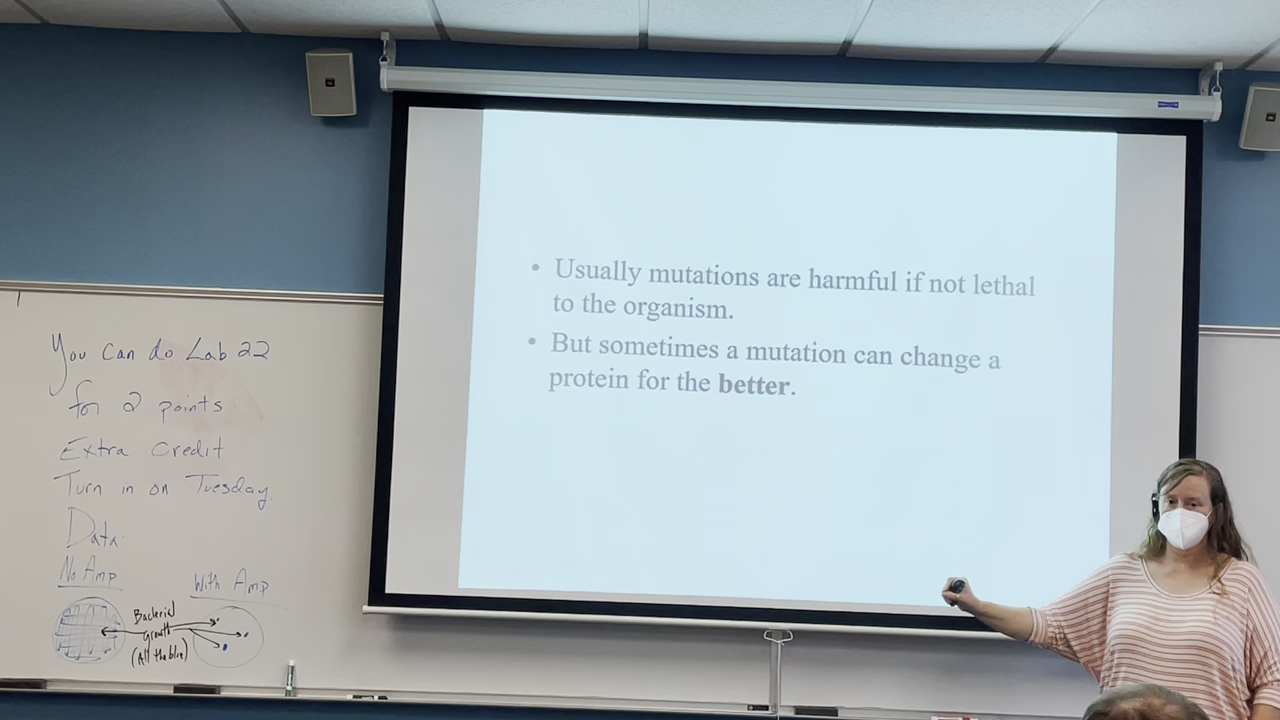 You can do Lab 22
for 2 points
Extra Credit
Turn in on Tuesday.
Data
No Amp
With Amp
Bacterial
Growth
(All the blue)
• Usually mutations are harmful if not lethal
to the organism.
• But sometimes a mutation can change a
protein for the better.